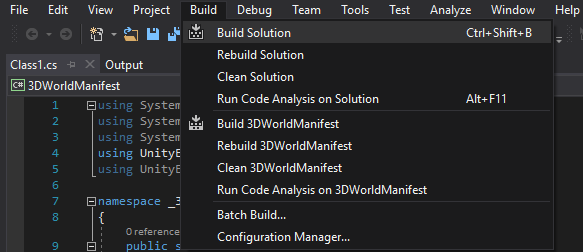 File Edit View Project Build Debug Team Tools Test Analyze Window Help
Class1.cs Output
C# 3DWorldManifest
Build Solution Ctrl+Shift+B
Rebuild Solution
Clean Solution
Run Code Analysis on Solution Alt+F11
Build 3DWorldManifest
Rebuild 3DWorldManifest
Clean 3DWorldManifest
Run Code Analysis on 3DWorldManifest
Batch Build...
Configuration Manager...
1 using System
2 using System
3 using System
4 using UnityE
5 using UnityE
6
7 namespace _3
8 {
0 reference
9 public s